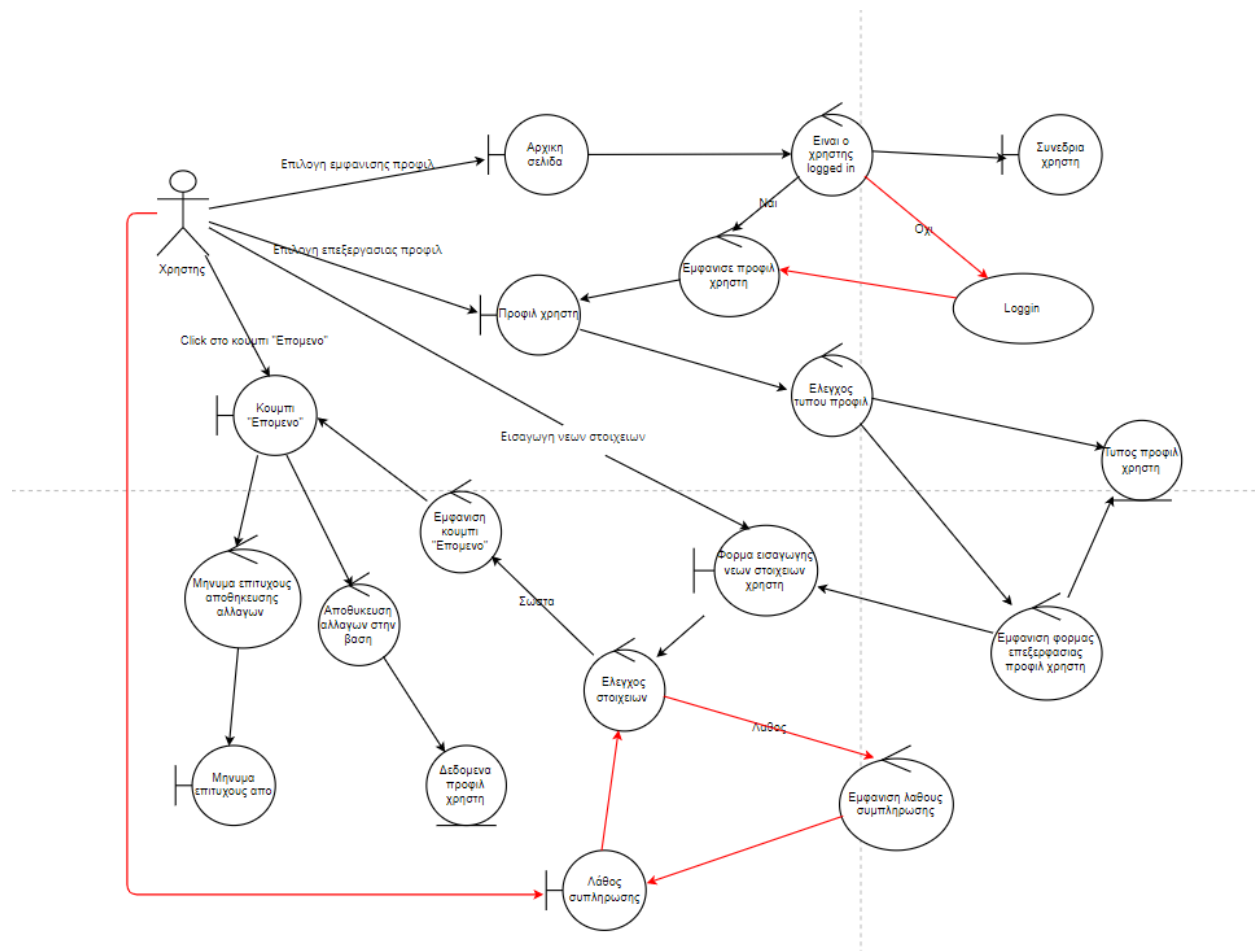 Αρχικη
σελιδα
Ειναι ο
χρηστης
logged in
Συνεδρια
χρηστη
Επιλογη εμφανισης προφιλ
Ναι
Οχι
Χρηστης
Επιλογη επεξεργασιας προφιλ
Εμφανισε προφιλ
χρηστη
Προφιλ χρηστη
Loggin
Click στο κουμπι "Επομενο"
Κουμπι
"Επομενο"
Ελεγχος
τυπου προφιλ
Εισαγωγη νεων στοιχειων
Τυπος προφιλ
χρηστη
Εμφανιση
κουμπι
"Επομενο"
Φορμα εισαγωγης
νεων στοιχειων
χρηστη
Μηνυμα επιτυχους
αποθηκευσης
αλλαγων
Αποθυκευση
αλλαγων στην
βαση
Σωστα
Εμφανιση φορμας
επεξερφασιας
προφιλ χρηστη
Ελεγχος
στοιχειων
Λαθος
Μηνυμα
επιτυχους απο
Δεδομενα
προφιλ
χρηστη
Εμφανιση λαθους
συμπληρωσης
Λάθος
συπληρωσης